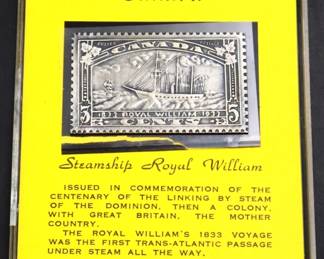 CANADA
5 1833 ROYAL WILLIAM 1933 5
CENTS
Steamship Royal William
ISSUED IN COMMEMORATION OF THE
CENTENARY OF THE LINKING BY STEAM
OF THE DOMINION, THEN A COLONY,
WITH GREAT BRITAIN, THE MOTHER
COUNTRY.
THE ROYAL WILLIAM'S 1833 VOYAGE
WAS THE FIRST TRANS-ATLANTIC PASSAGE
UNDER STEAM ALL THE WAY.